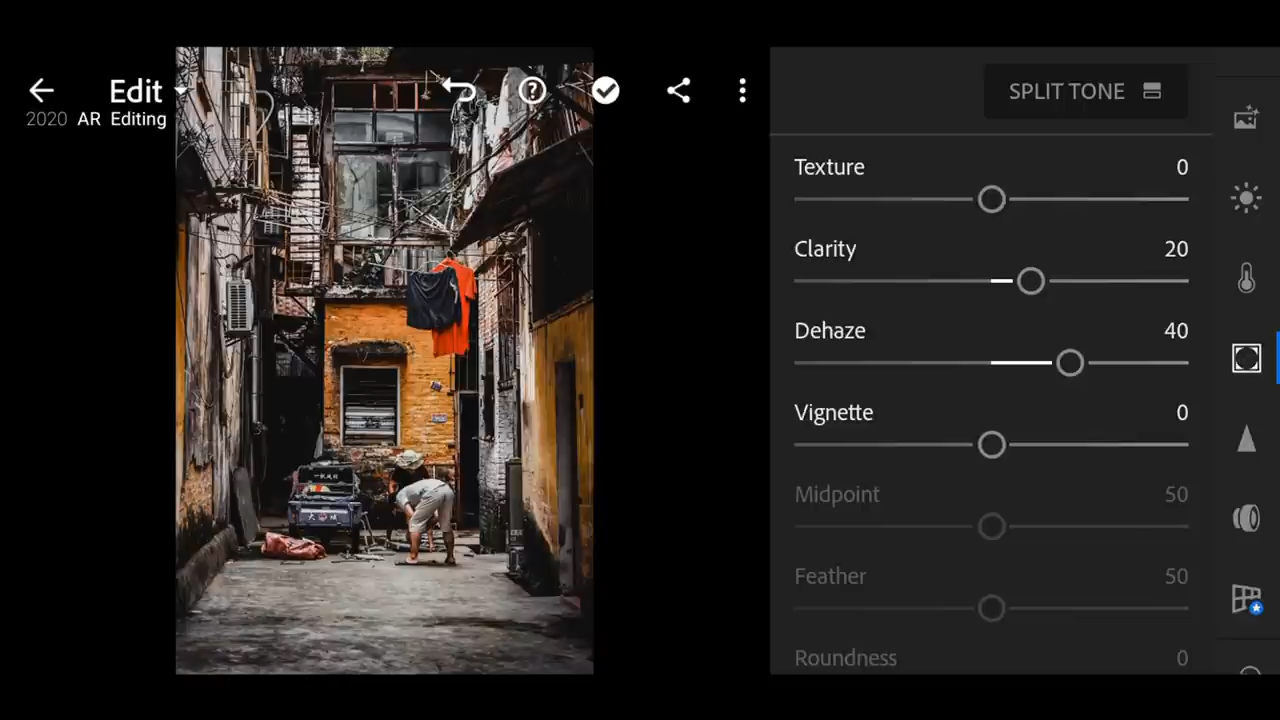 Edit
2020 AR Editing
SPLIT TONE
Texture 0
Clarity 20
Dehaze 40
Vignette 0
Midpoint 50
Feather 50
Roundness 0